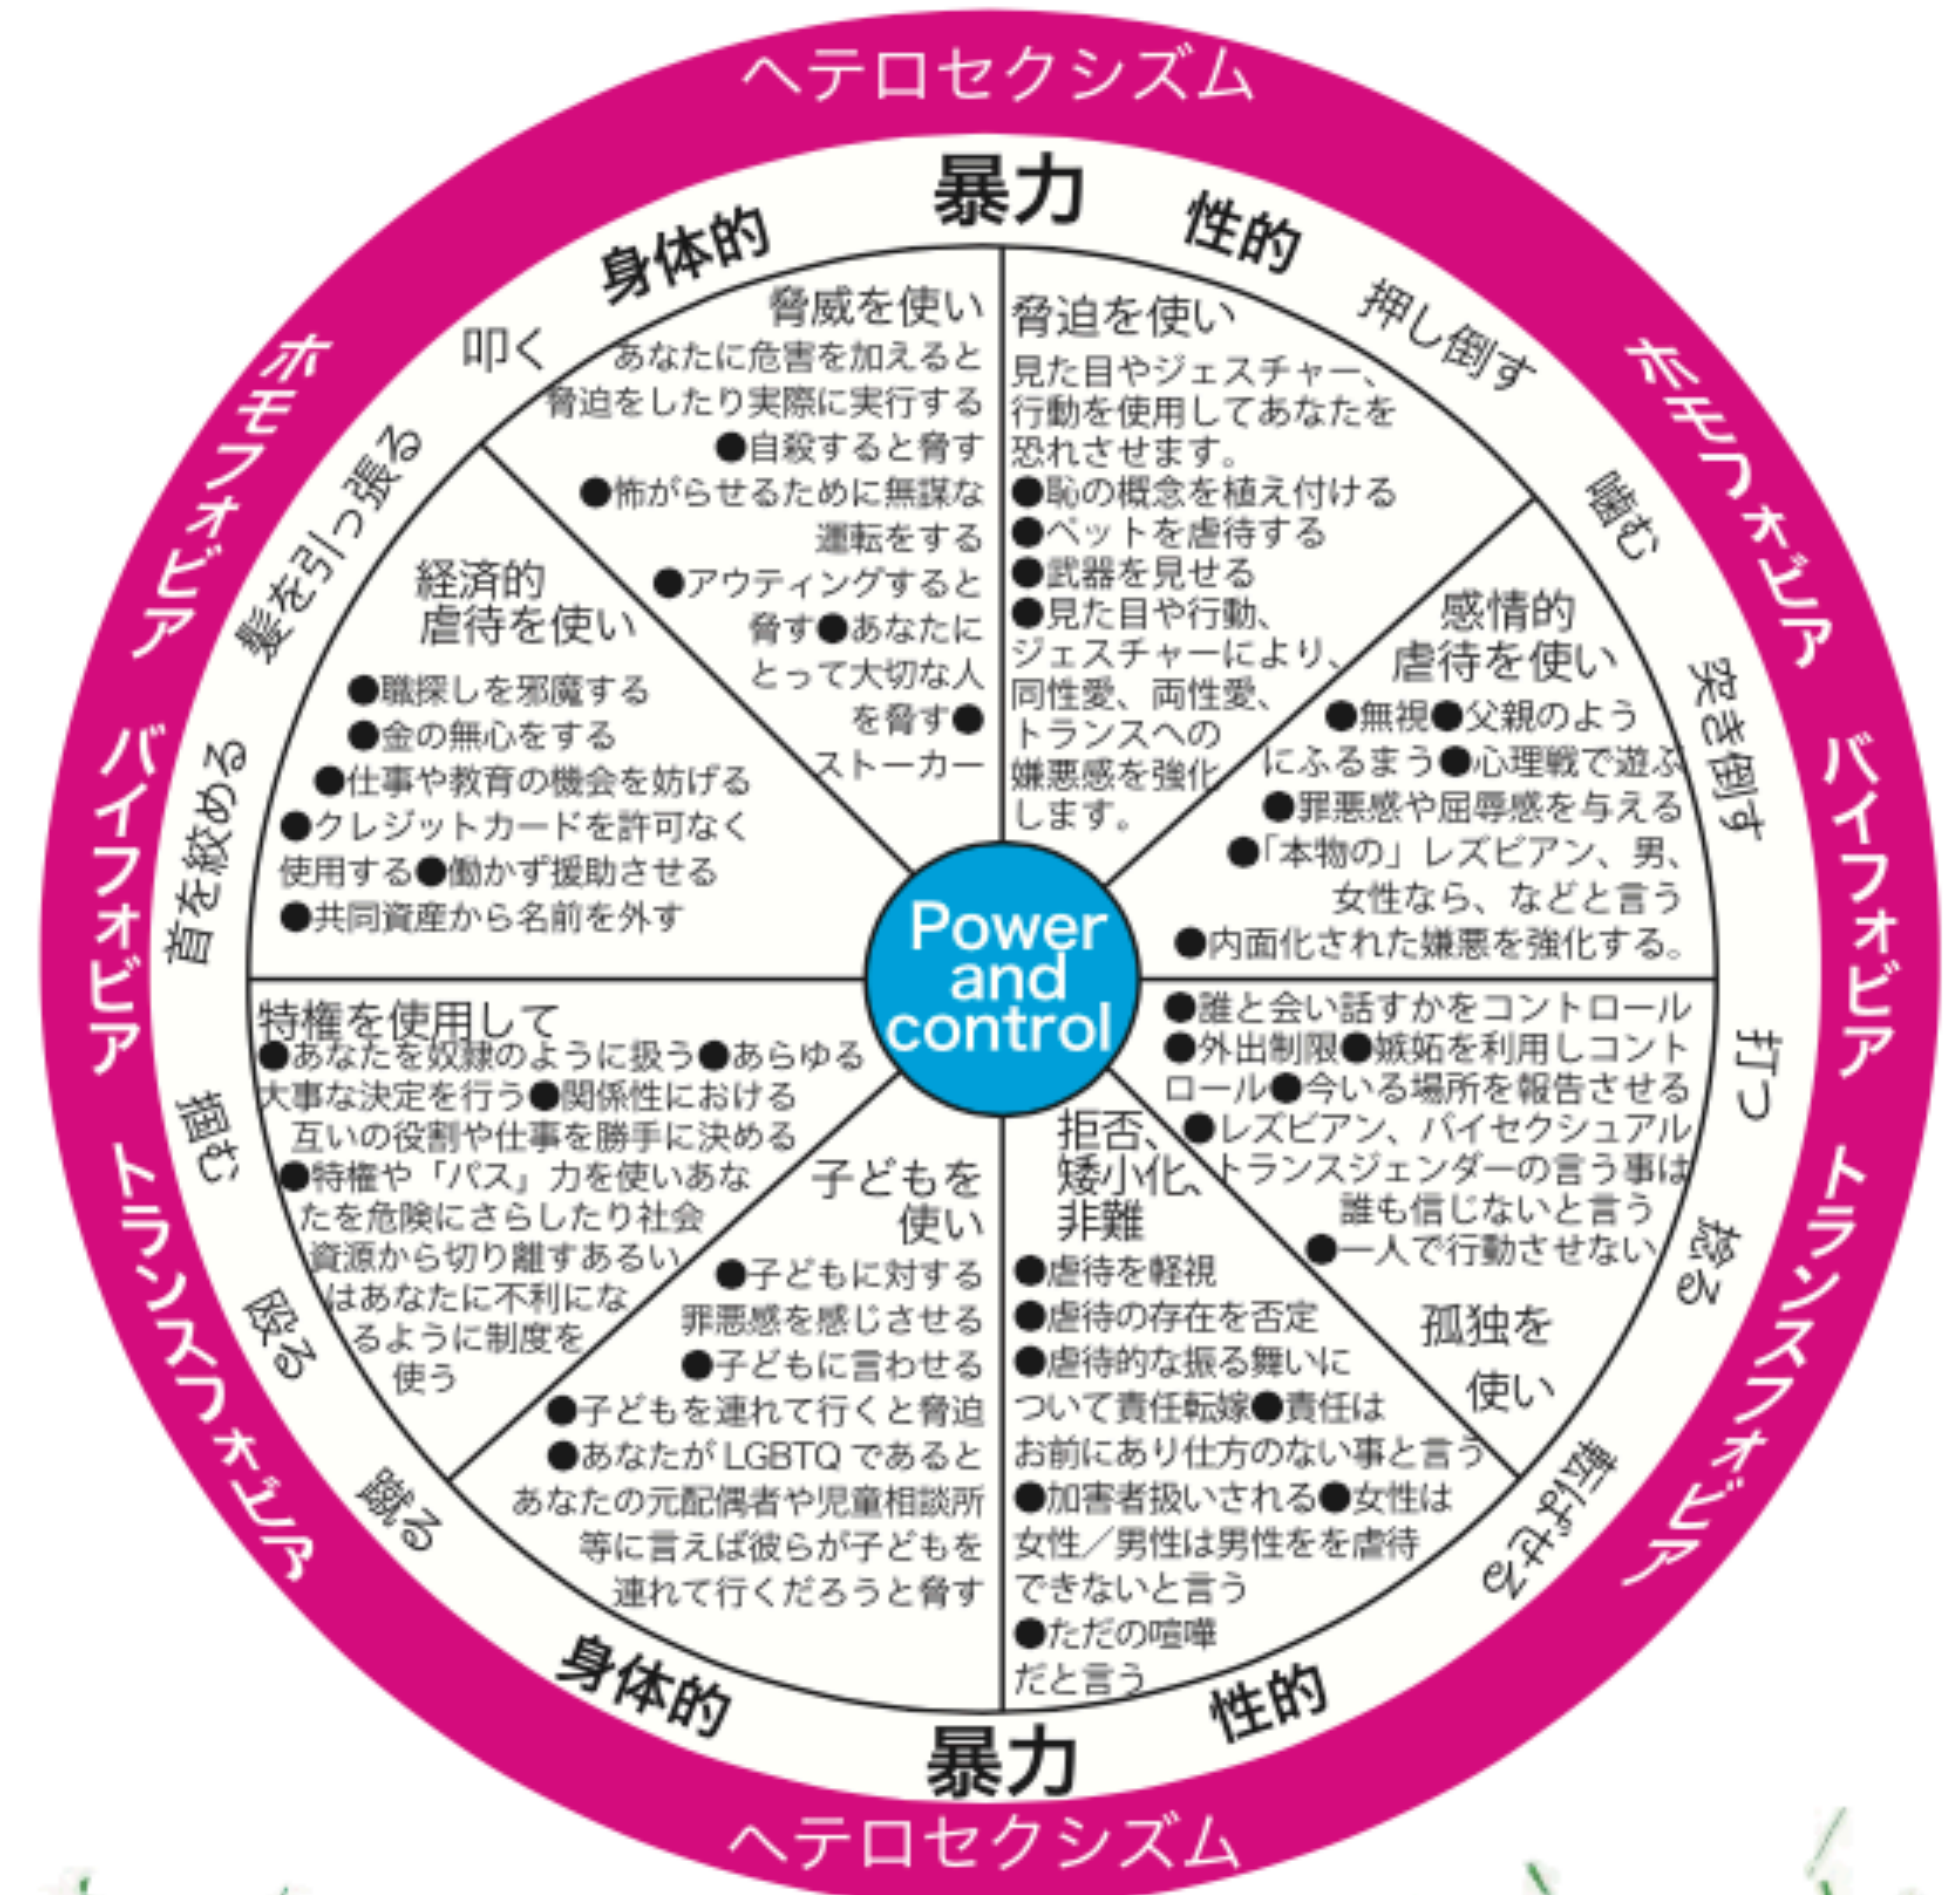 ヘテロセクシズム
ホモフォビア
バイフォビア
トランスフォビア
ホモフォビア
バイフォビア
トランスフォビア
ヘテロセクシズム
暴力
身体的
性的
叩く
髪を引っ張る
首を絞める
殴る
蹴る
押し倒す
噛む
突き倒す
打つ
捻る
転ばせる
脅威を使い
あなたに危害を加えると
脅迫をしたり実際に実行する
●自殺すると脅す
●怖がらせるために無謀な
運転をする
●アウティングすると
脅す●あなたに
とって大切な人
を脅す●
ストーカー
脅迫を使い
見た目やジェスチャー、
行動を使用してあなたを
恐れさせます。
●恥の概念を植え付ける
●ペットを虐待する
●武器を見せる
●見た目や行動、
ジェスチャーにより、
同性愛、両性愛、
トランスへの
嫌悪感を強化
します。
感情的
虐待を使い
●無視●父親のよう
にふるまう●心理戦で遊ぶ
●罪悪感や屈辱感を与える
●「本物の」レズビアン、男、
女性なら、などと言う
●内面化された嫌悪を強化する。
●誰と会い話すかをコントロール
●外出制限●嫉妬を利用しコント
ロール●今いる場所を報告させる
●レズビアン、バイセクシュアル
トランスジェンダーの言う事は
誰も信じないと言う
●一人で行動させない
孤独を
使い
拒否、
矮小化、
非難
●虐待を軽視
●虐待の存在を否定
●虐待的な振る舞いに
ついて責任転嫁●責任は
お前にあり仕方のない事と言う
●加害者扱いされる●女性は
女性／男性は男性をを虐待
できないと言う
●ただの喧嘩
だと言う
子どもを
使い
●子どもに対する
罪悪感を感じさせる
●子どもに言わせる
●子どもを連れて行くと脅迫
●あなたがLGBTQであると
あなたの元配偶者や児童相談所
等に言えば彼らが子どもを
連れて行くだろうと脅す
特権を使用して
●あなたを奴隷のように扱う●あらゆる
大事な決定を行う●関係性における
互いの役割や仕事を勝手に決める
●特権や「パス」力を使いあな
たを危険にさらしたり社会
資源から切り離すあるい
はあなたに不利にな
るように制度を
使う
経済的
虐待を使い
●職探しを邪魔する
●金の無心をする
●仕事や教育の機会を妨げる
●クレジットカードを許可なく
使用する●働かず援助させる
●共同資産から名前を外す
Power
and
control
身体的
暴力
性的